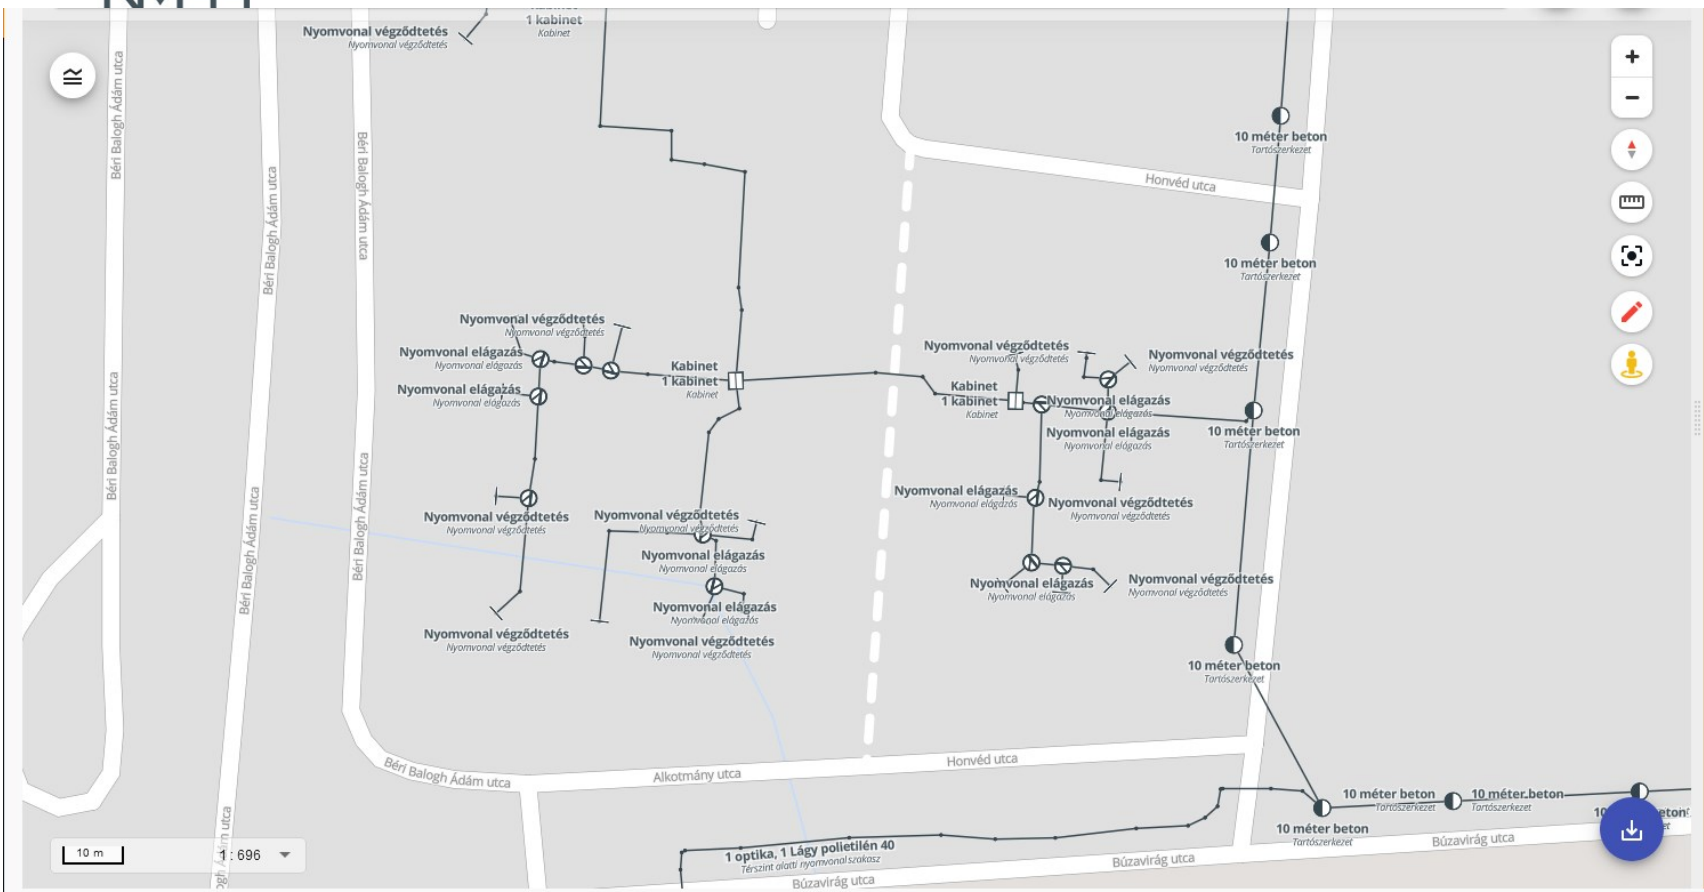 1 kabinet
Kabinet
Nyomvonal végződtetés
Nyomvonal végződtetés
Béri Balogh Ádám utca
Béri Balogh Ádám utca
Béri Balogh Ádám utca
10 méter beton
Tartószerkezet
Honvéd utca
10 méter beton
Tartószerkezet
Nyomvonal végződtetés
Nyomvonal végződtetés
Nyomvonal elágazás
Nyomvonal elágazás
Nyomvonal elágazás
Nyomvonal elágazás
Kabinet
1 kabinet
Kabinet
Nyomvonal végződtetés
Nyomvonal végződtetés
Nyomvonal végződtetés
Nyomvonal végződtetés
Kabinet
1 kabinet
Kabinet
Nyomvonal elágazás
Nyomvonal elágazás
Nyomvonal elágazás
Nyomvonal elágazás
10 méter beton
Tartószerkezet
Béri Balogh Ádám utca
Béri Balogh Ádám utca
Béri Balogh Ádám utca
Nyomvonal végződtetés
Nyomvonal végződtetés
Nyomvonal végződtetés
Nyomvonal végződtetés
Nyomvonal elágazás
Nyomvonal elágazás
Nyomvonal végződtetés
Nyomvonal végződtetés
Nyomvonal elágazás
Nyomvonal elágazás
Nyomvonal elágazás
Nyomvonal elágazás
Nyomvonal végződtetés
Nyomvonal végződtetés
Nyomvonal elágazás
Nyomvonal elágazás
Nyomvonal végződtetés
Nyomvonal végződtetés
Nyomvonal végződtetés
Nyomvonal végződtetés
10 méter beton
Tartószerkezet
Béri Balogh Ádám utca
Alkotmány utca
Honvéd utca
10 méter beton
Tartószerkezet
10 méter beton
Tartószerkezet
10 méter beton
Tartószerkezet
1 optika, 1 Lágy polietilén 40
Térszint alatti nyomvonalszakasz
Búzavirág utca
Búzavirág utca
Búzavirág utca
10 m
1 : 696